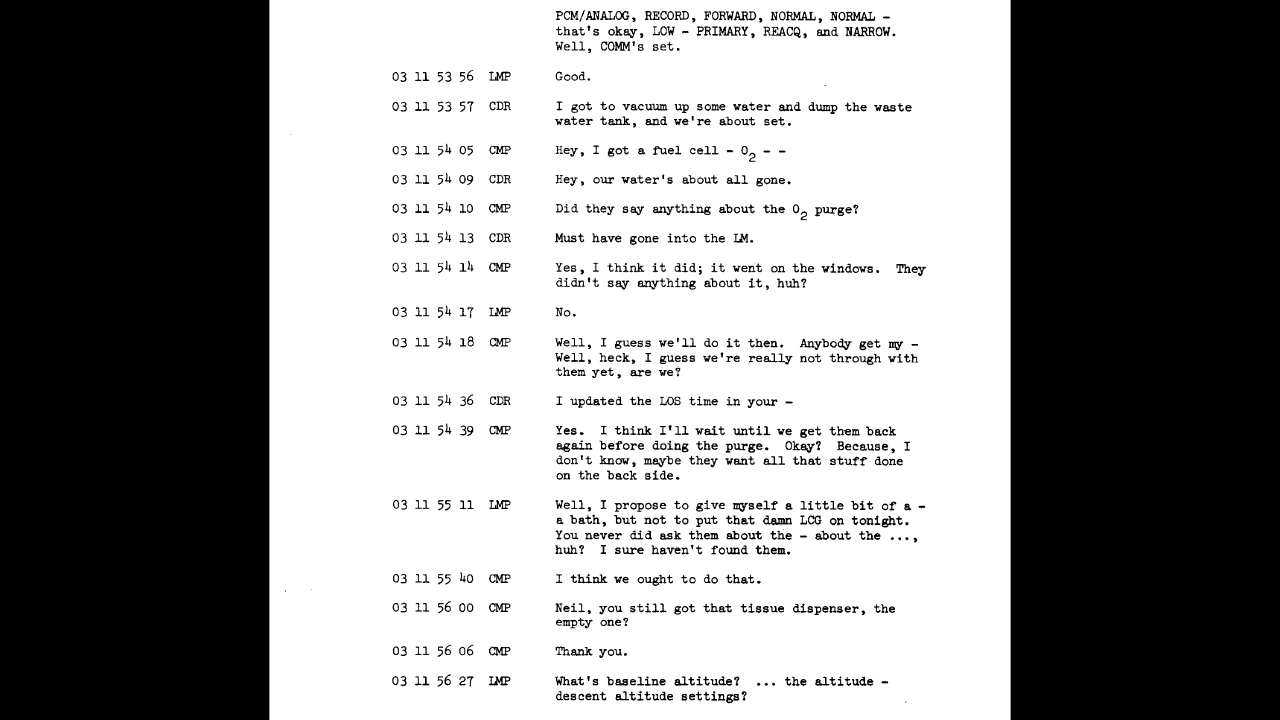 PCM/ANALOG, RECORD, FORWARD, NORMAL, NORMAL -
that's okay, LOW - PRIMARY, REACQ, and NARROW.
Well, COMM's set.
03 11 53 56 LMP Good.
03 11 53 57 CDR I got to vacuum up some water and dump the waste
water tank, and we're about set.
03 11 54 05 CMP Hey, I got a fuel cell - O2 - -
03 11 54 09 CDR Hey, our water's about all gone.
03 11 54 10 CMP Did they say anything about the O2 purge?
03 11 54 13 CDR Must have gone into the LM.
03 11 54 14 CMP Yes, I think it did; it went on the windows. They
didn't say anything about it, huh?
03 11 54 17 LMP No.
03 11 54 18 CMP Well, I guess we'll do it then. Anybody get my -
Well, heck, I guess we're really not through with
them yet, are we?
03 11 54 36 CDR I updated the LOS time in your -
03 11 54 39 CMP Yes. I think I'll wait until we get them back
again before doing the purge. Okay? Because, I
don't know, maybe they want all that stuff done
on the back side.
03 11 55 11 LMP Well, I propose to give myself a little bit of a -
a bath, but not to put that damn LCG on tonight.
You never did ask them about the - about the ...,
huh? I sure haven't found them.
03 11 55 40 CMP I think we ought to do that.
03 11 56 00 CMP Neil, you still got that tissue dispenser, the
empty one?
03 11 56 06 CMP Thank you.
03 11 56 27 LMP What's baseline altitude? ... the altitude -
descent altitude settings?